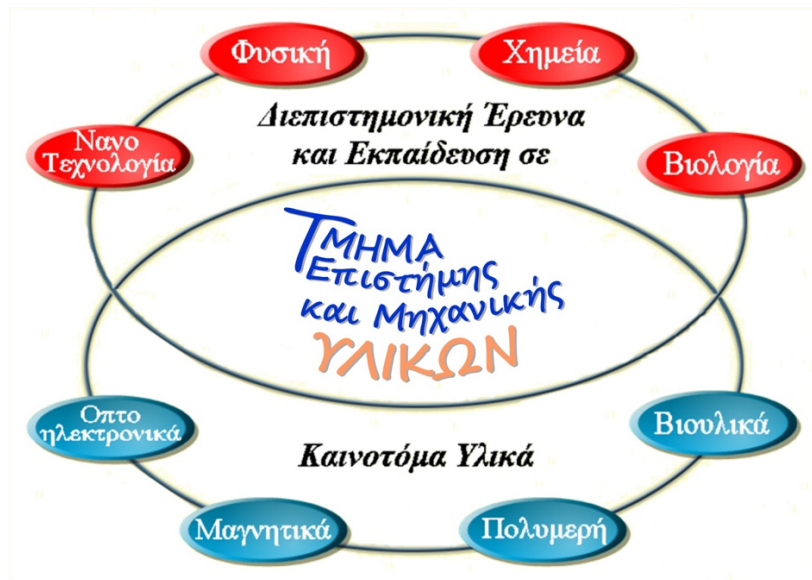 Φυσική
Χημεία
Νανο
Τεχνολογία
Βιολογία
Διεπιστημονική Έρευνα
και Εκπαίδευση σε
ΤΜΗΜΑ
Επιστήμης
και Μηχανικής
ΥΛΙΚΩΝ
Οπτο
ηλεκτρονικά
Βιουλικά
Καινοτόμα Υλικά
Μαγνητικά
Πολυμερή